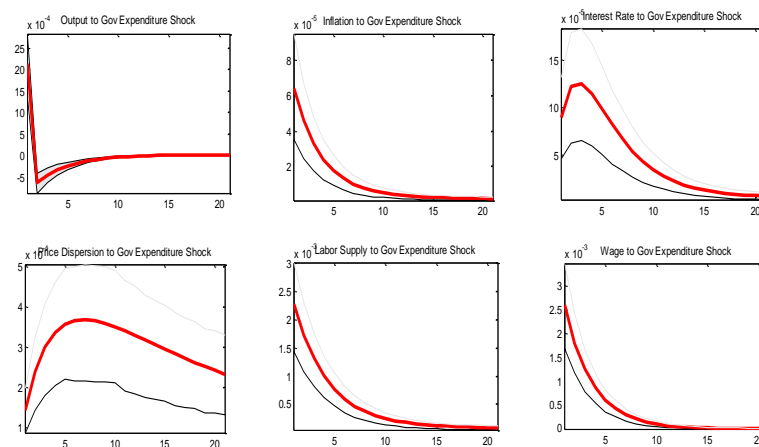 Output to Gov Expenditure Shock
x 10⁻⁴
25
20
15
10
5
0
-5
5 10 15 20
Inflation to Gov Expenditure Shock
x 10⁻⁵
8
6
4
2
5 10 15 20
Interest Rate to Gov Expenditure Shock
x 10⁻⁵
15
10
5
5 10 15 20
Price Dispersion to Gov Expenditure Shock
x 10
5
4
3
2
1
5 10 15 20
Labor Supply to Gov Expenditure Shock
x 10⁻³
3
2.5
2
1.5
1
0.5
5 10 15 20
Wage to Gov Expenditure Shock
x 10⁻³
3
2.5
2
1.5
1
0.5
0
5 10 15 20